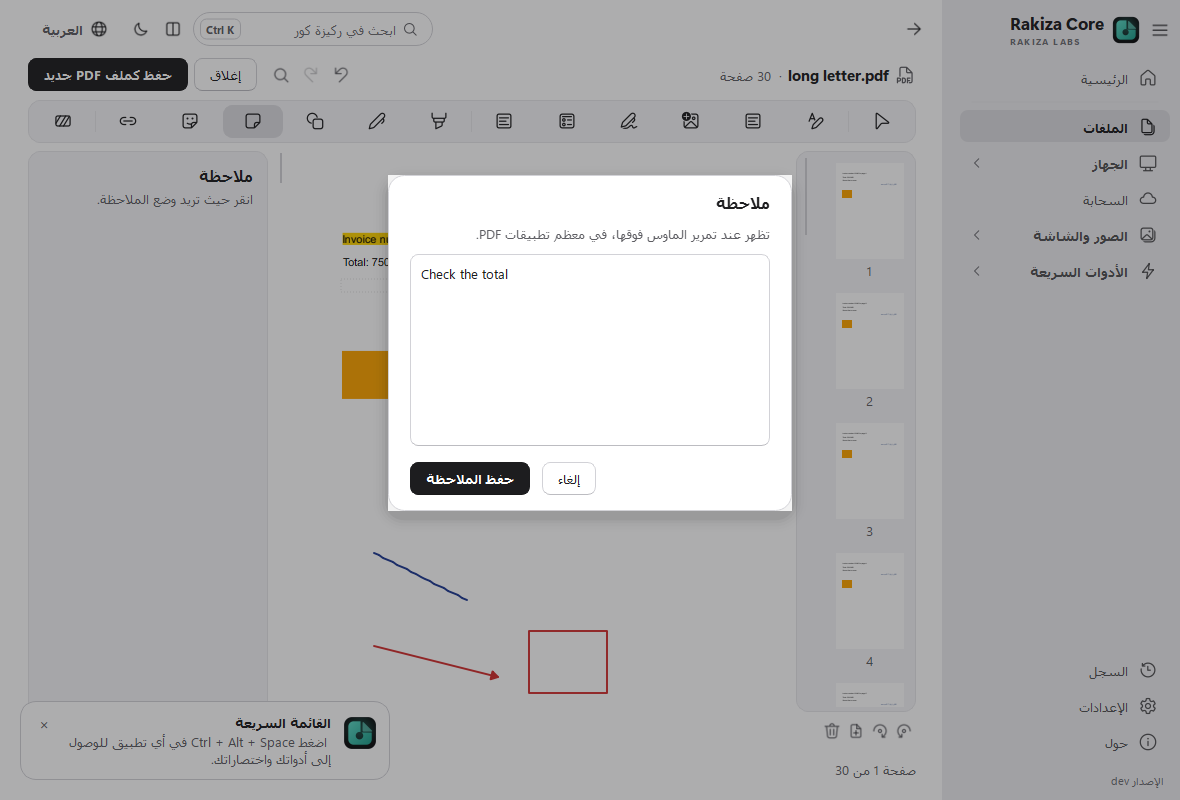 Rakiza Core
RAKIZA LABS
الرئيسية
الملفات
الجهاز
السحابة
الصور والشاشة
الأدوات السريعة
السجل
الإعدادات
حول
الإصدار dev
ابحث في ركيزة كور
Ctrl K
العربية
long letter.pdf · 30 صفحة
إغلاق
حفظ كملف PDF جديد
1
2
3
4
صفحة 1 من 30
Invoice nu
Total: 750
ملاحظة
انقر حيث تريد وضع الملاحظة.
ملاحظة
تظهر عند تمرير الماوس فوقها، في معظم تطبيقات PDF.
Check the total
إلغاء
حفظ الملاحظة
القائمة السريعة
اضغط Ctrl + Alt + Space في أي تطبيق للوصول
إلى أدواتك واختصاراتك.